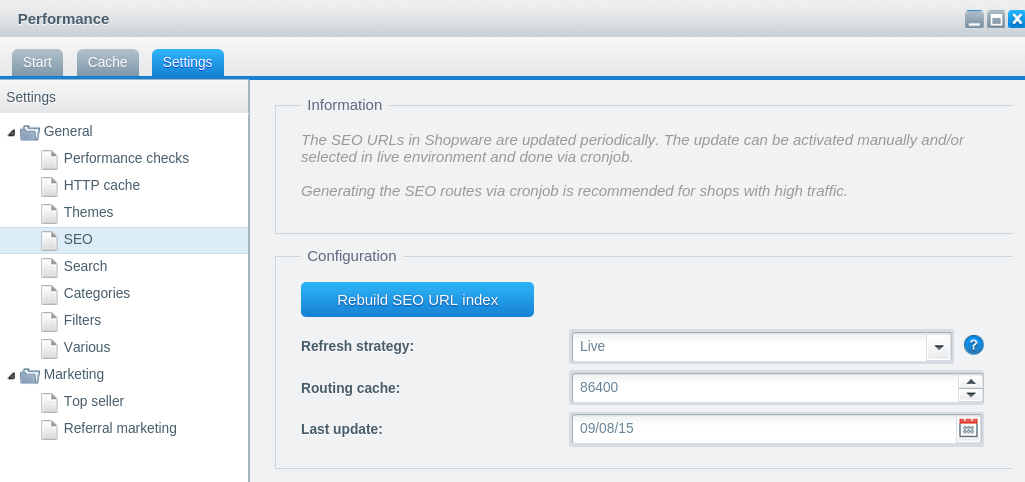 Performance
Start
Cache
Settings
Settings
General
Performance checks
HTTP cache
Themes
SEO
Search
Categories
Filters
Various
Marketing
Top seller
Referral marketing
Information
The SEO URLs in Shopware are updated periodically. The update can be activated manually and/or
selected in live environment and done via cronjob.
Generating the SEO routes via cronjob is recommended for shops with high traffic.
Configuration
Rebuild SEO URL index
Refresh strategy:
Live
?
Routing cache:
86400
Last update:
09/08/15